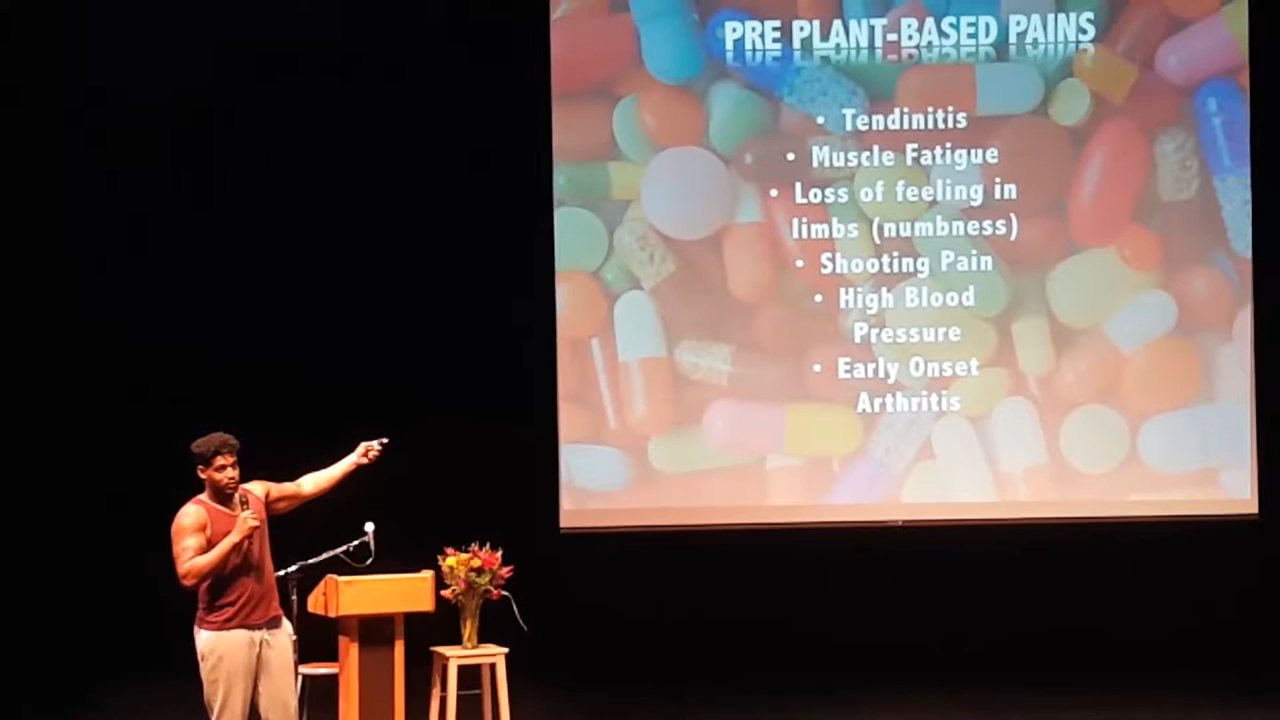 PRE PLANT-BASED PAINS
• Tendinitis
• Muscle Fatigue
• Loss of feeling in
limbs (numbness)
• Shooting Pain
• High Blood
Pressure
• Early Onset
Arthritis